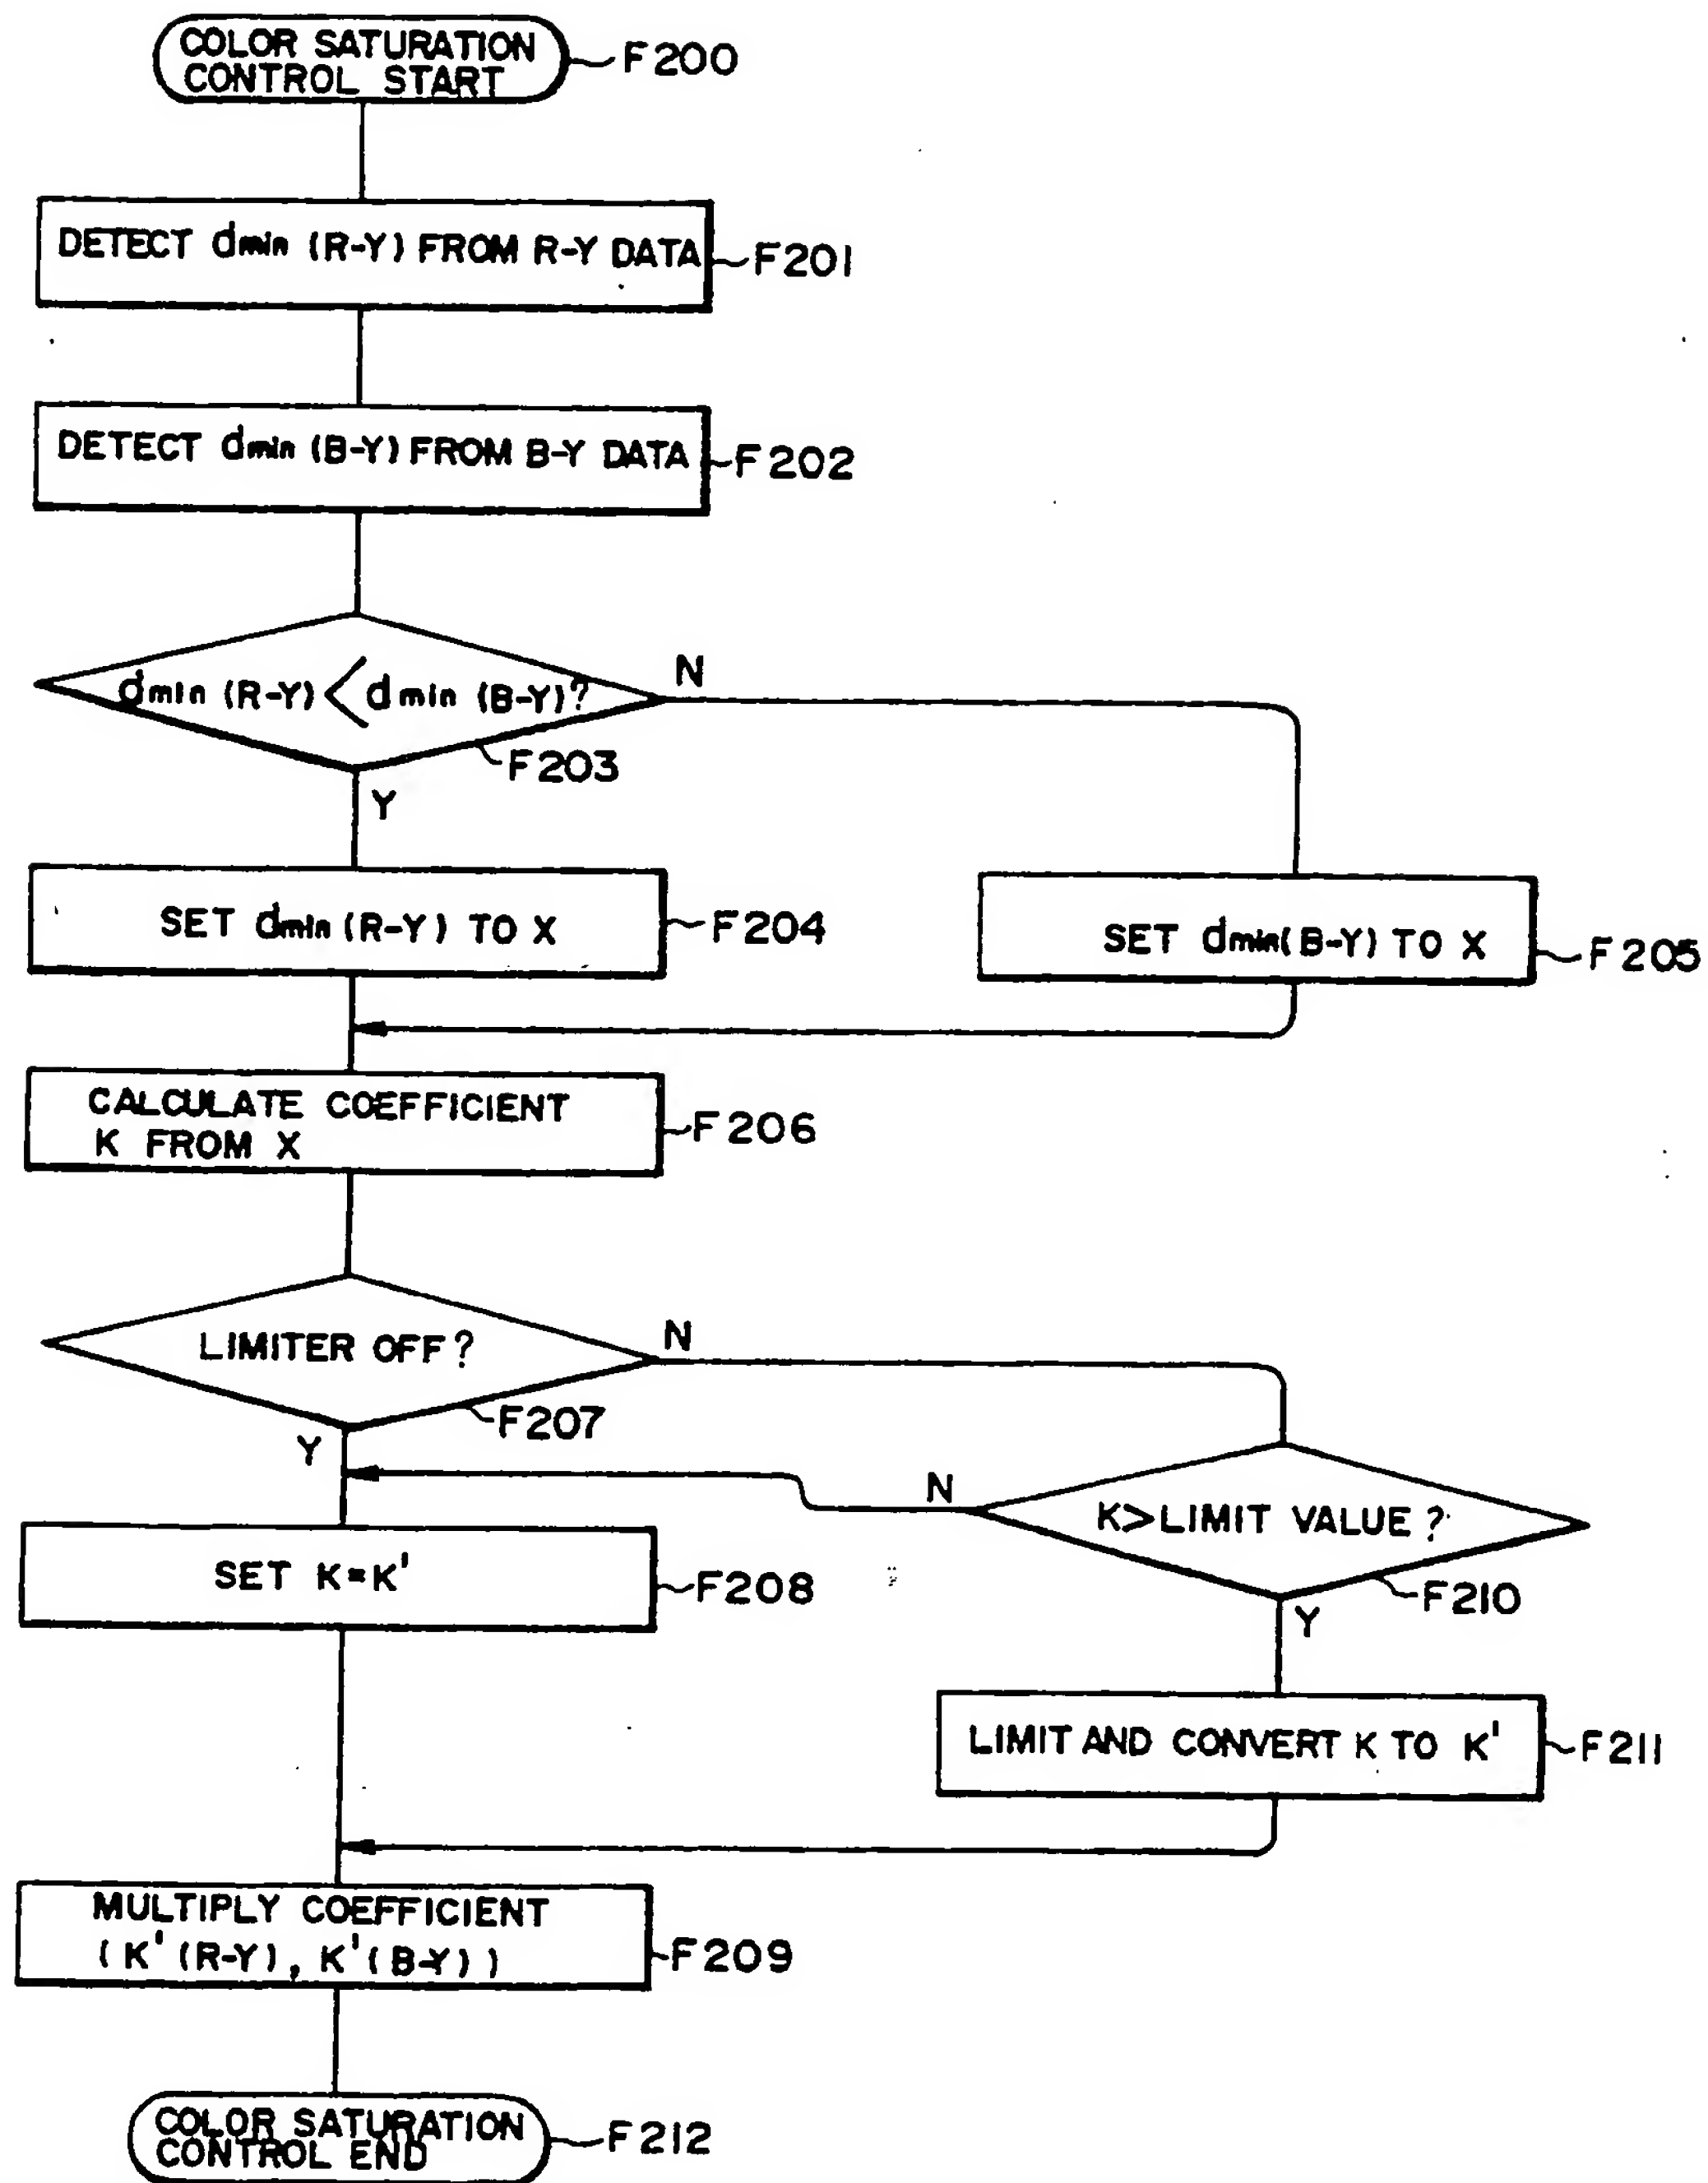 COLOR SATURATION
CONTROL START
F200
DETECT dmin (R-Y) FROM R-Y DATA
F201
DETECT dmin (B-Y) FROM B-Y DATA
F202
dmin (R-Y) < dmin (B-Y)?
N
F203
Y
SET dmin (R-Y) TO X
F204
SET dmin(B-Y) TO X
F205
CALCULATE COEFFICIENT
K FROM X
F206
LIMITER OFF?
N
F207
Y
N
K>LIMIT VALUE?
F210
Y
SET K=K'
F208
LIMIT AND CONVERT K TO K'
F211
MULTIPLY COEFFICIENT
(K'(R-Y), K'(B-Y))
F209
COLOR SATURATION
CONTROL END
F212